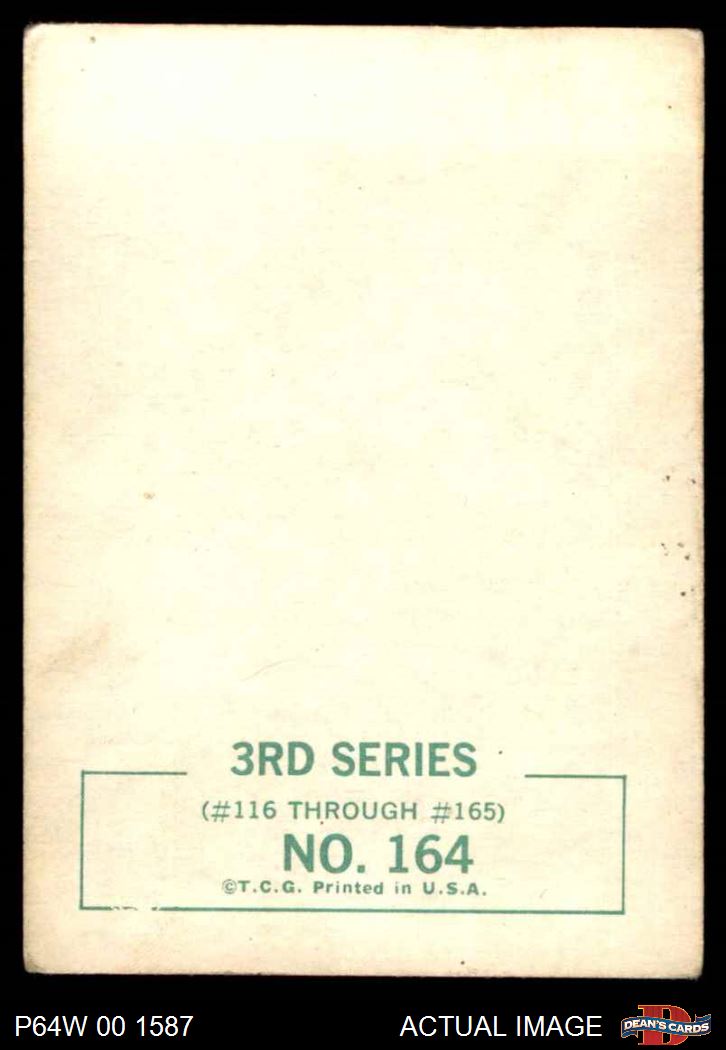 3RD SERIES
(#116 THROUGH #165)
NO. 164
©T.C.G. Printed in U.S.A.
P64W 00 1587
ACTUAL IMAGE
D
DEAN'S CARDS